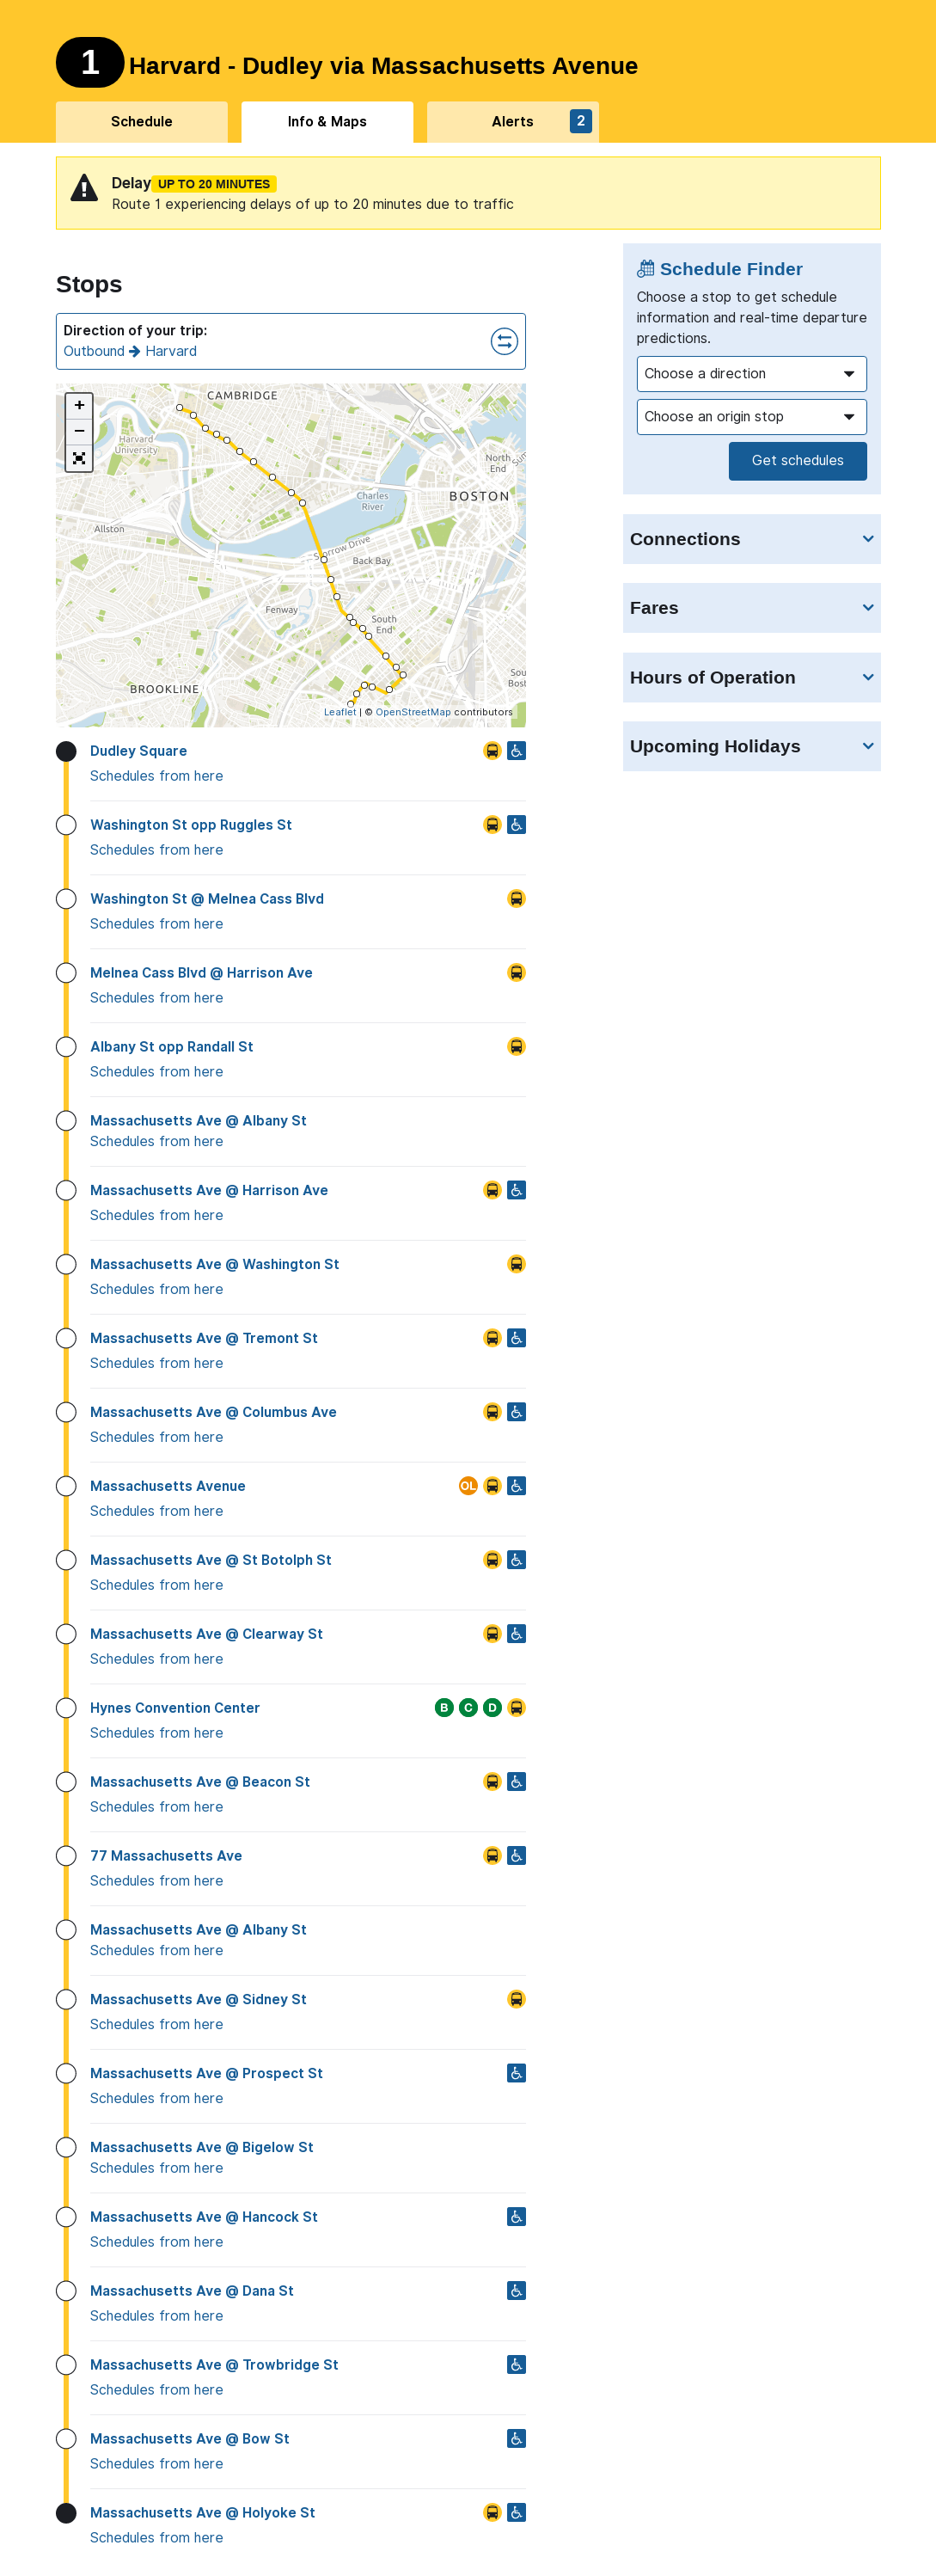 1 Harvard - Dudley via Massachusetts Avenue
Schedule
Info & Maps
Alerts 2
Delay UP TO 20 MINUTES
Route 1 experiencing delays of up to 20 minutes due to traffic
Stops
Direction of your trip:
Outbound Harvard
CAMBRIDGE
+
−
Harvard
University
North
End
BOSTON
Charles
River
Allston
Storrow Drive
Back Bay
Fenway
South
End
BROOKLINE
Leaflet | © OpenStreetMap contributors
Dudley Square
Schedules from here
Washington St opp Ruggles St
Schedules from here
Washington St @ Melnea Cass Blvd
Schedules from here
Melnea Cass Blvd @ Harrison Ave
Schedules from here
Albany St opp Randall St
Schedules from here
Massachusetts Ave @ Albany St
Schedules from here
Massachusetts Ave @ Harrison Ave
Schedules from here
Massachusetts Ave @ Washington St
Schedules from here
Massachusetts Ave @ Tremont St
Schedules from here
Massachusetts Ave @ Columbus Ave
Schedules from here
Massachusetts Avenue OL
Schedules from here
Massachusetts Ave @ St Botolph St
Schedules from here
Massachusetts Ave @ Clearway St
Schedules from here
Hynes Convention Center B C D
Schedules from here
Massachusetts Ave @ Beacon St
Schedules from here
77 Massachusetts Ave
Schedules from here
Massachusetts Ave @ Albany St
Schedules from here
Massachusetts Ave @ Sidney St
Schedules from here
Massachusetts Ave @ Prospect St
Schedules from here
Massachusetts Ave @ Bigelow St
Schedules from here
Massachusetts Ave @ Hancock St
Schedules from here
Massachusetts Ave @ Dana St
Schedules from here
Massachusetts Ave @ Trowbridge St
Schedules from here
Massachusetts Ave @ Bow St
Schedules from here
Massachusetts Ave @ Holyoke St
Schedules from here
Schedule Finder
Choose a stop to get schedule
information and real-time departure
predictions.
Choose a direction
Choose an origin stop
Get schedules
Connections
Fares
Hours of Operation
Upcoming Holidays